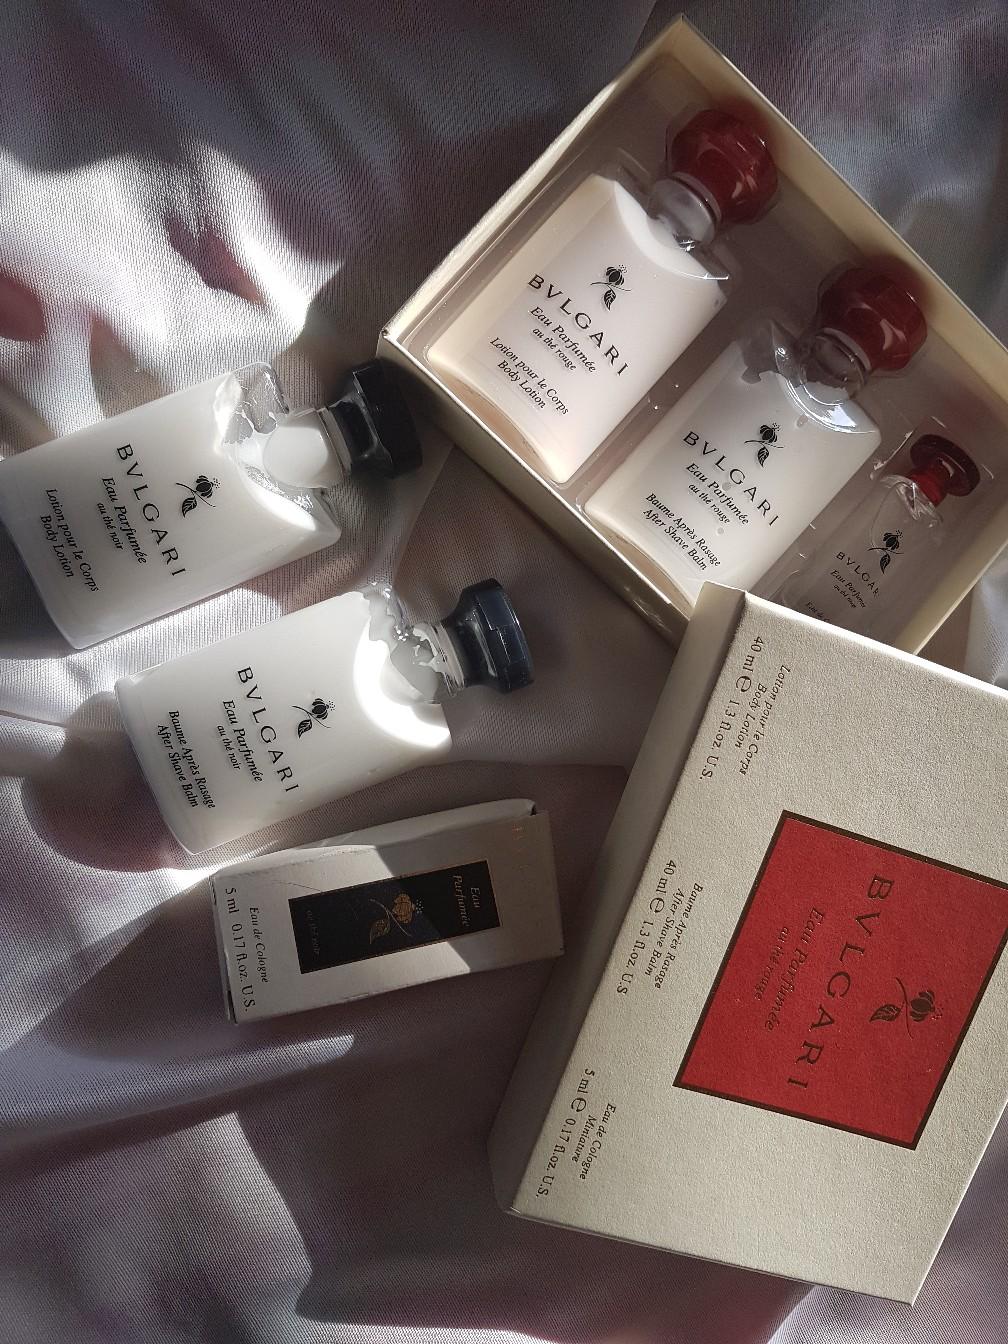 BVLGARI
Eau Parfumée
au thé rouge
Lotion pour le Corps
Body Lotion
BVLGARI
Eau Parfumée
au thé rouge
Baume Après Rasage
After Shave Balm
BVLGARI
Eau Parfumée
BVLGARI
Eau Parfumée
au thé noir
Lotion pour le Corps
Body Lotion
BVLGARI
Eau Parfumée
au thé noir
Baume Après Rasage
After Shave Balm
Eau
Parfumée
au thé noir
Eau de Cologne
5 ml 0.17 fl.oz. U.S.
Lotion pour le Corps
Body Lotion
40 ml ℮ 1.3 fl.oz. U.S.
Baume Après Rasage
After Shave Balm
40 ml ℮ 1.3 fl.oz. U.S.
Eau de Cologne
Miniature
5 ml ℮ 0.17 fl.oz. U.S.
BVLGARI
Eau Parfumée
au thé rouge